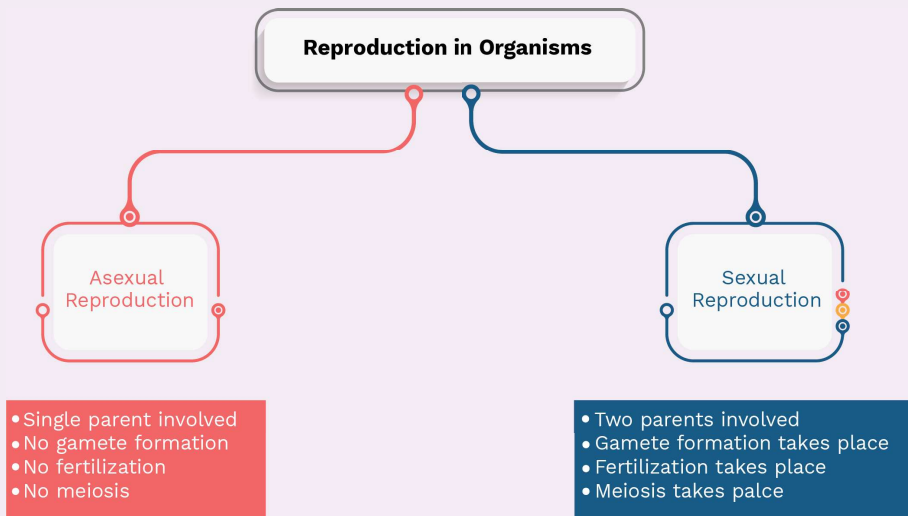 Reproduction in Organisms
Asexual
Reproduction
Sexual
Reproduction
• Single parent involved
• No gamete formation
• No fertilization
• No meiosis
• Two parents involved
• Gamete formation takes place
• Fertilization takes place
• Meiosis takes palce